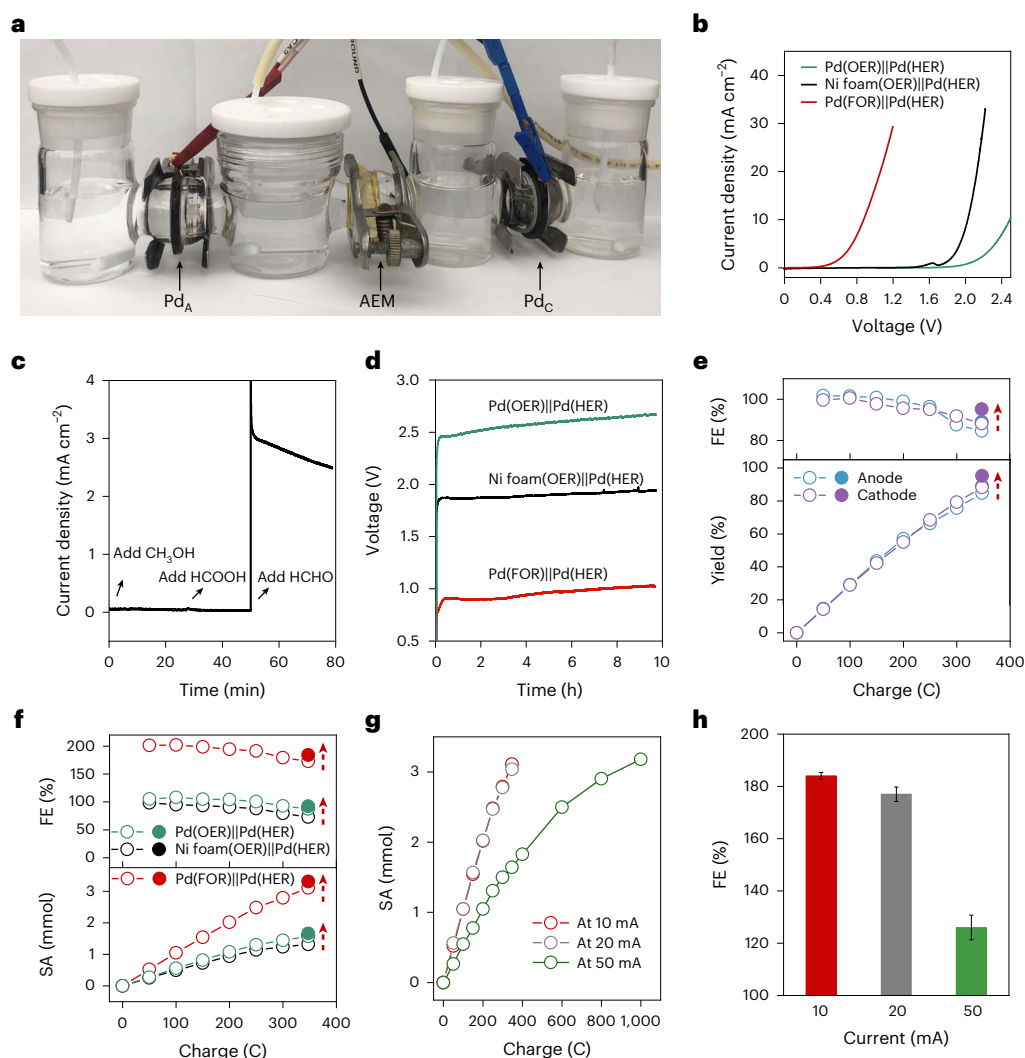 a
OUND
Pd_A
AEM
Pd_C
b
Current density (mA cm⁻²)
40
30
20
10
0
Pd(OER)||Pd(HER)
Ni foam(OER)||Pd(HER)
Pd(FOR)||Pd(HER)
0 0.4 0.8 1.2 1.6 2.0 2.4
Voltage (V)
c
Current density (mA cm⁻²)
4
3
2
1
0
Add CH₃OH
Add HCOOH
Add HCHO
0 20 40 60 80
Time (min)
d
Voltage (V)
3.0
2.5
2.0
1.5
1.0
0.5
Pd(OER)||Pd(HER)
Ni foam(OER)||Pd(HER)
Pd(FOR)||Pd(HER)
0 2 4 6 8 10
Time (h)
e
FE (%)
100
80
Yield (%)
100
80
60
40
20
0
Anode
Cathode
0 100 200 300 400
Charge (C)
f
FE (%)
200
150
100
50
0
Pd(OER)||Pd(HER)
Ni foam(OER)||Pd(HER)
SA (mmol)
3
2
1
0
Pd(FOR)||Pd(HER)
0 100 200 300 400
Charge (C)
g
SA (mmol)
3
2
1
0
At 10 mA
At 20 mA
At 50 mA
0 200 400 600 800 1,000
Charge (C)
h
FE (%)
200
180
160
140
120
100
10 20 50
Current (mA)